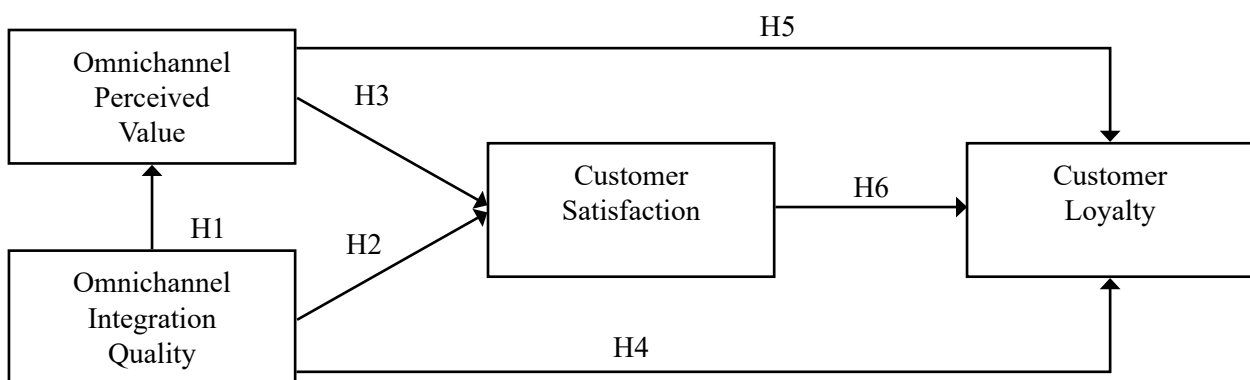 H5
Omnichannel
Perceived
Value
H3
Customer
Satisfaction
H6
Customer
Loyalty
H1
H2
Omnichannel
Integration
Quality
H4